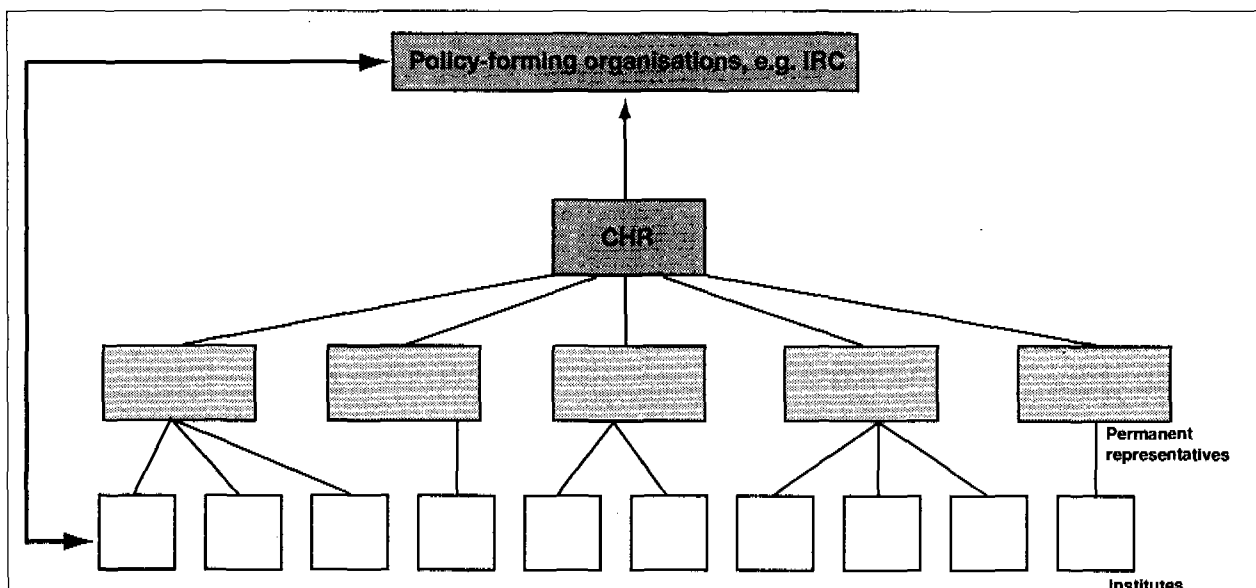 Policy-forming organisations, e.g. IRC
CHR
Permanent
representatives
Institutes